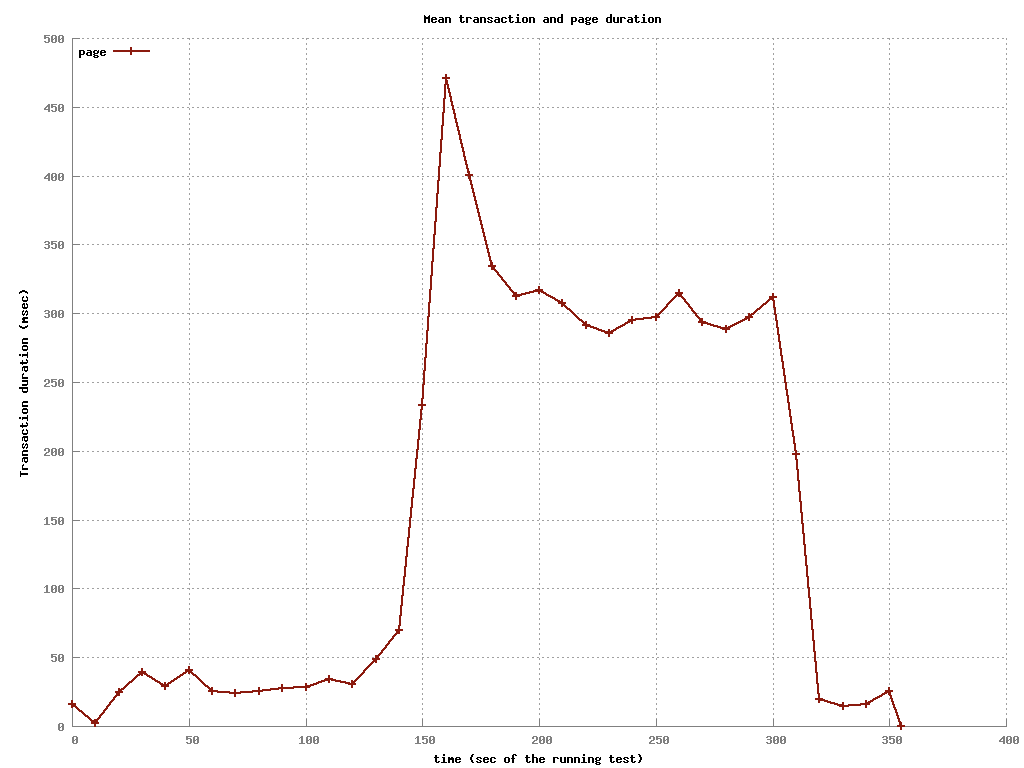 Mean transaction and page duration
500
page
450
400
350
300
250
200
150
100
50
0
Transaction duration (msec)
0 50 100 150 200 250 300 350 400
time (sec of the running test)